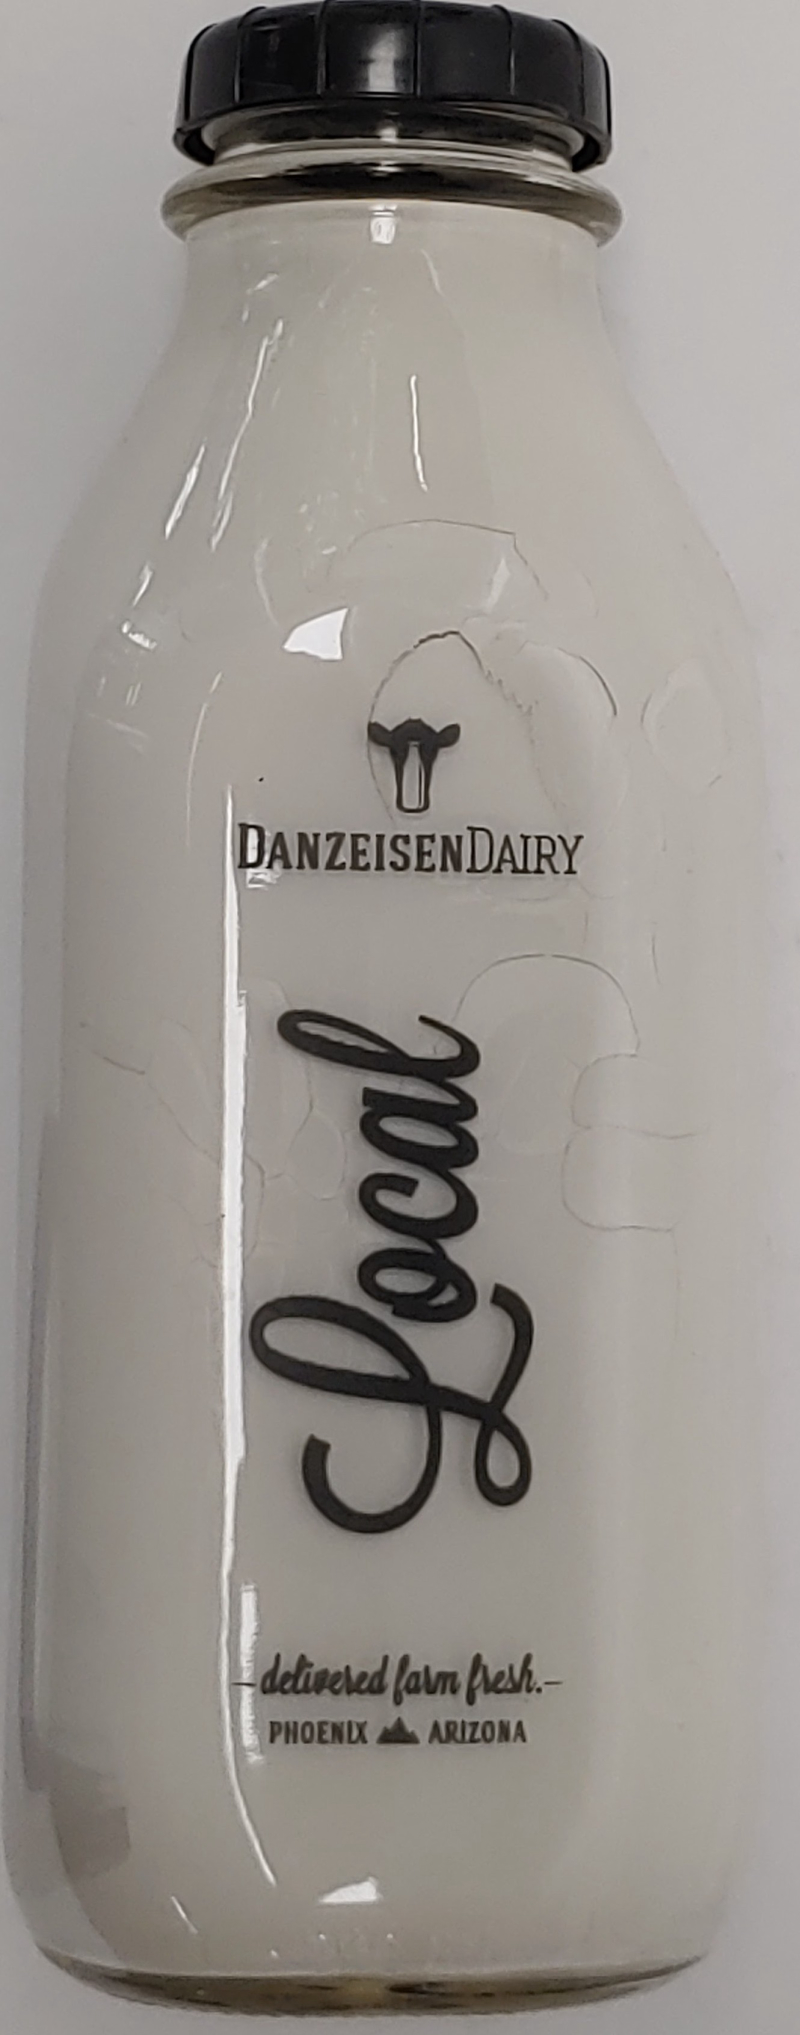 DANZEISENDAIRY
Local
-delivered farm fresh.-
PHOENIX ARIZONA